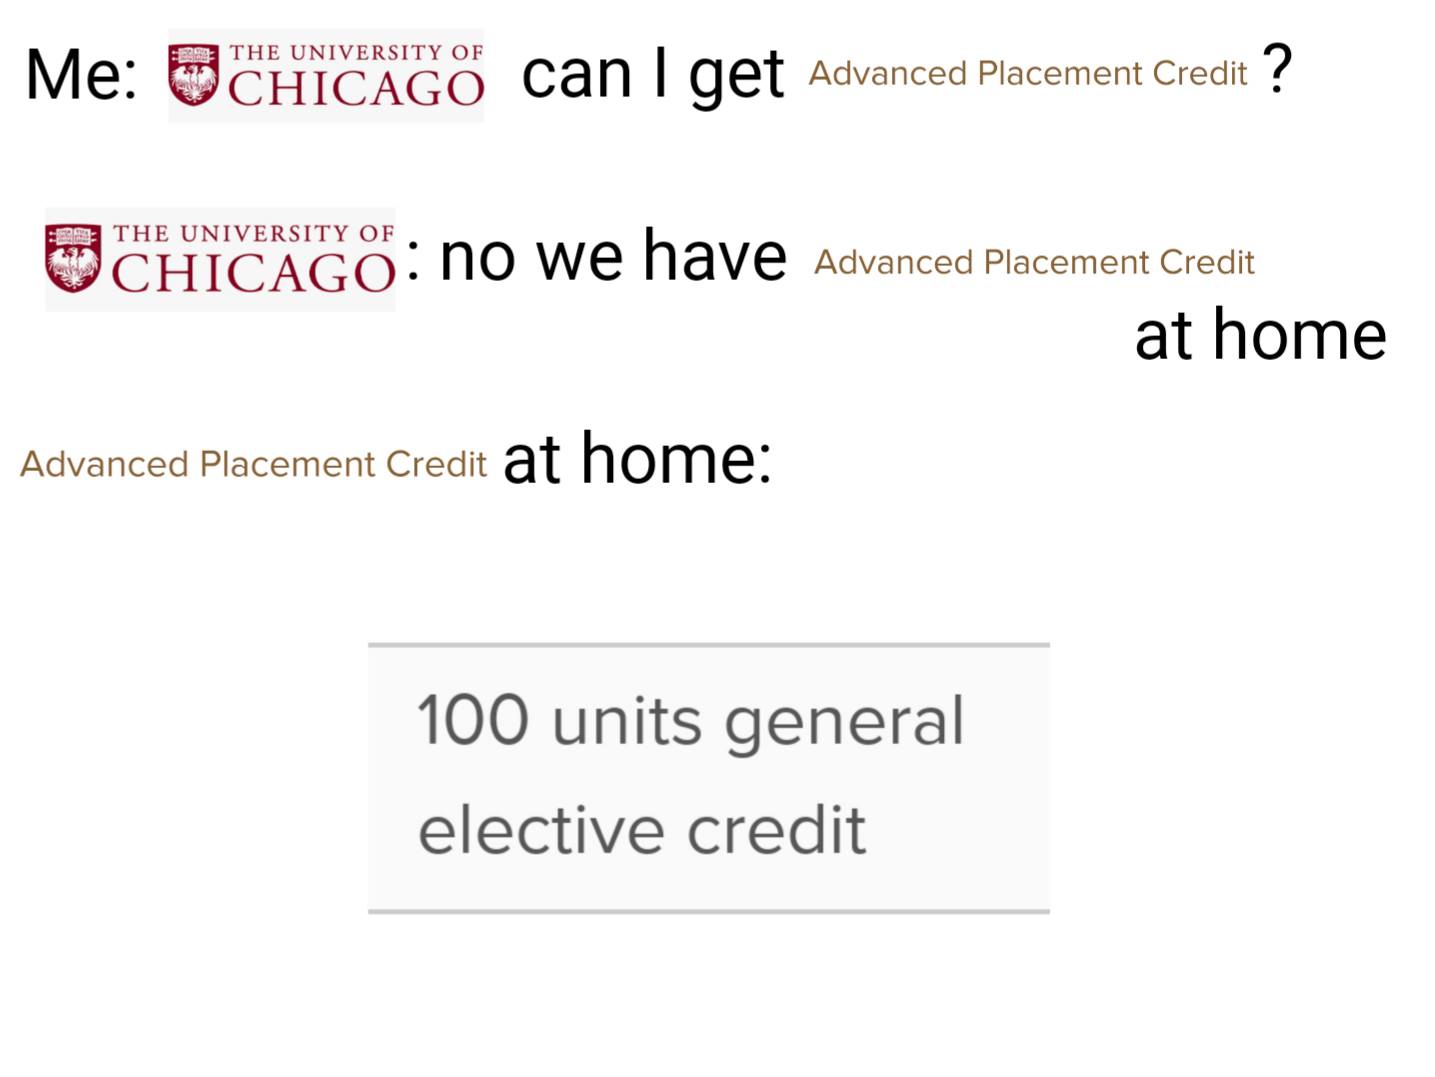 Me: THE UNIVERSITY OF CHICAGO can I get Advanced Placement Credit ?
THE UNIVERSITY OF CHICAGO : no we have Advanced Placement Credit
at home
Advanced Placement Credit at home:
100 units general
elective credit